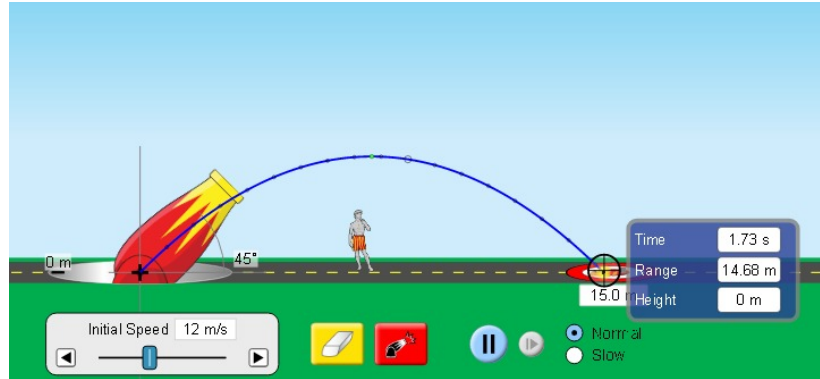 0 m
45°
Time 1.73 s
Range 14.68 m
Height 0 m
15.0
Initial Speed 12 m/s
Normal
Slow